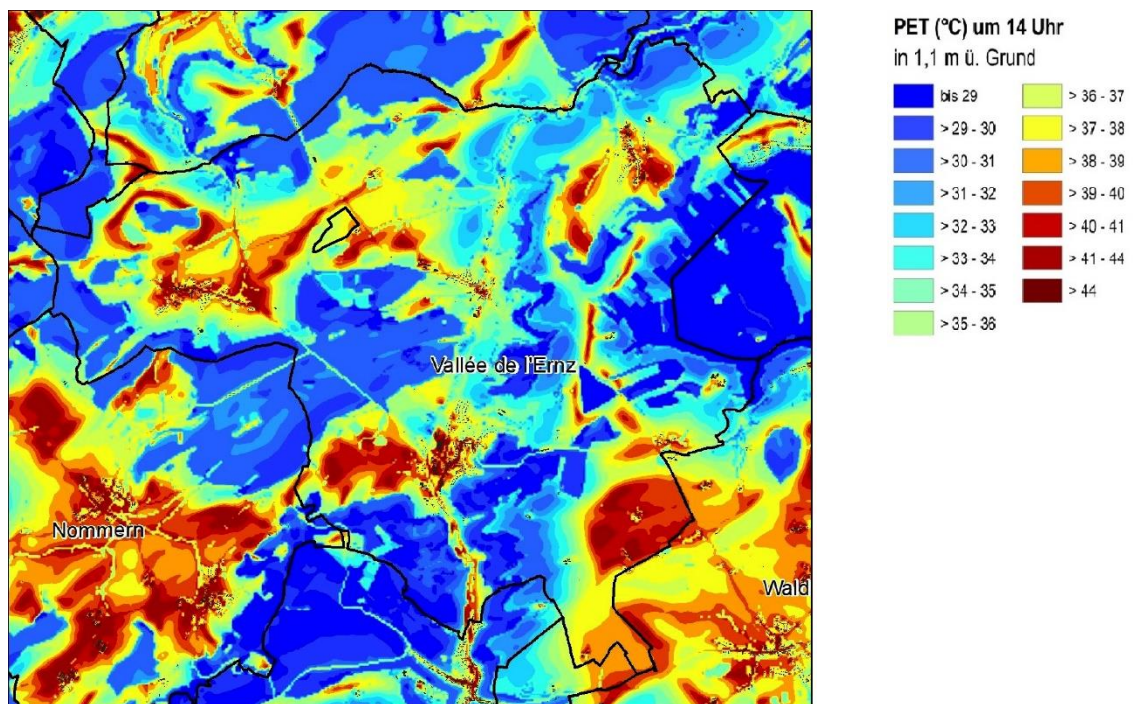 PET (°C) um 14 Uhr
in 1,1 m ü. Grund
bis 29
> 29 - 30
> 30 - 31
> 31 - 32
> 32 - 33
> 33 - 34
> 34 - 35
> 35 - 36
> 36 - 37
> 37 - 38
> 38 - 39
> 39 - 40
> 40 - 41
> 41 - 44
> 44
Vallée de l'Ernz
Nommern
Wald